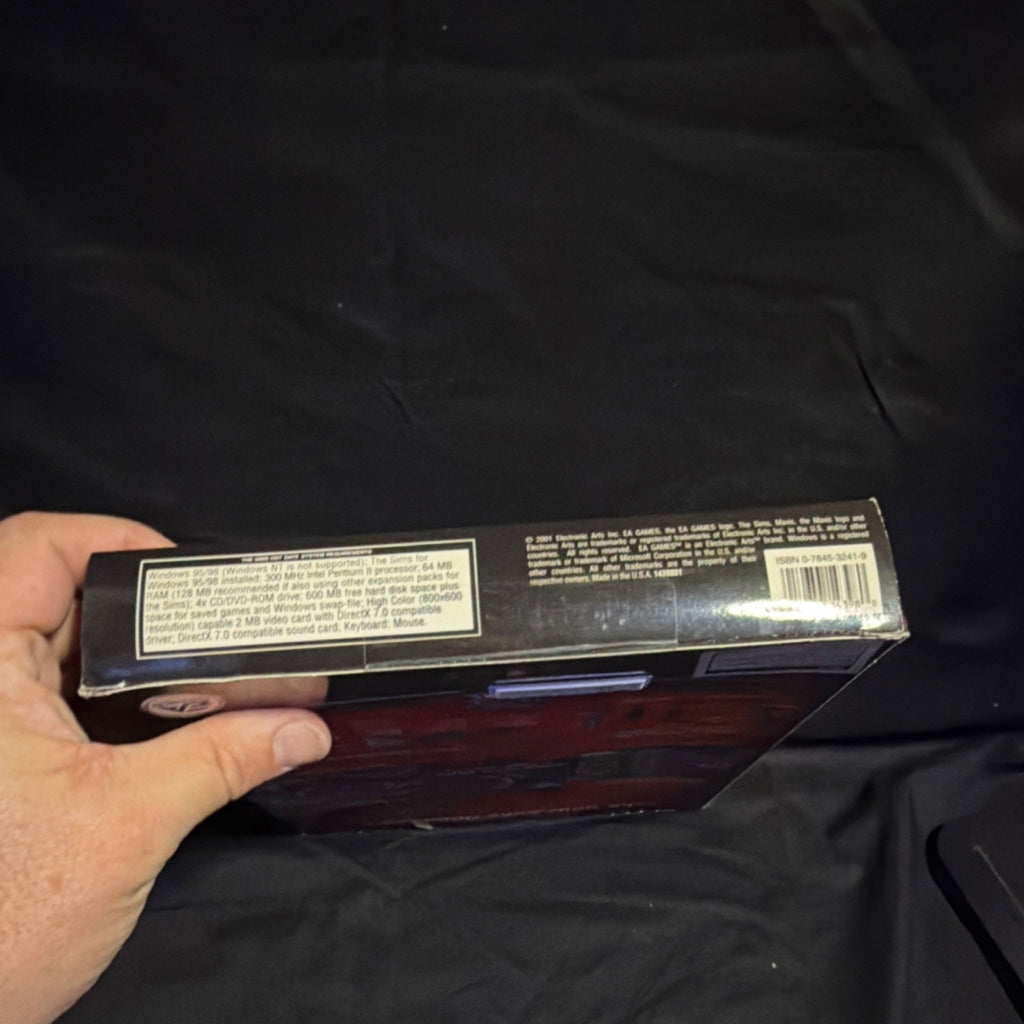 THE SIMS HOT DATE SYSTEM REQUIREMENTS
Windows 95/98 (Windows NT is not supported); The Sims for
Windows 95/98 installed; 300 MHz Intel Pentium II processor; 64 MB
RAM (128 MB recommended if also using other expansion packs for
the Sims); 4x CD/DVD-ROM drive; 600 MB free hard disk space plus
space for saved games and Windows swap-file; High Color (800x600
resolution) capable 2 MB video card with DirectX 7.0 compatible
driver; DirectX 7.0 compatible sound card; Keyboard; Mouse.
© 2001 Electronic Arts Inc. EA GAMES, the EA GAMES logo, The Sims, Maxis, the Maxis logo and
Electronic Arts are trademarks or registered trademarks of Electronic Arts Inc. in the U.S. and/or other
countries. All rights reserved. EA GAMES™ is an Electronic Arts™ brand. Windows is a registered
trademark or trademark of Microsoft Corporation in the U.S. and/or
other countries. All other trademarks are the property of their
respective owners. Made in the U.S.A. 1439801
ISBN 0-7845-3241-9